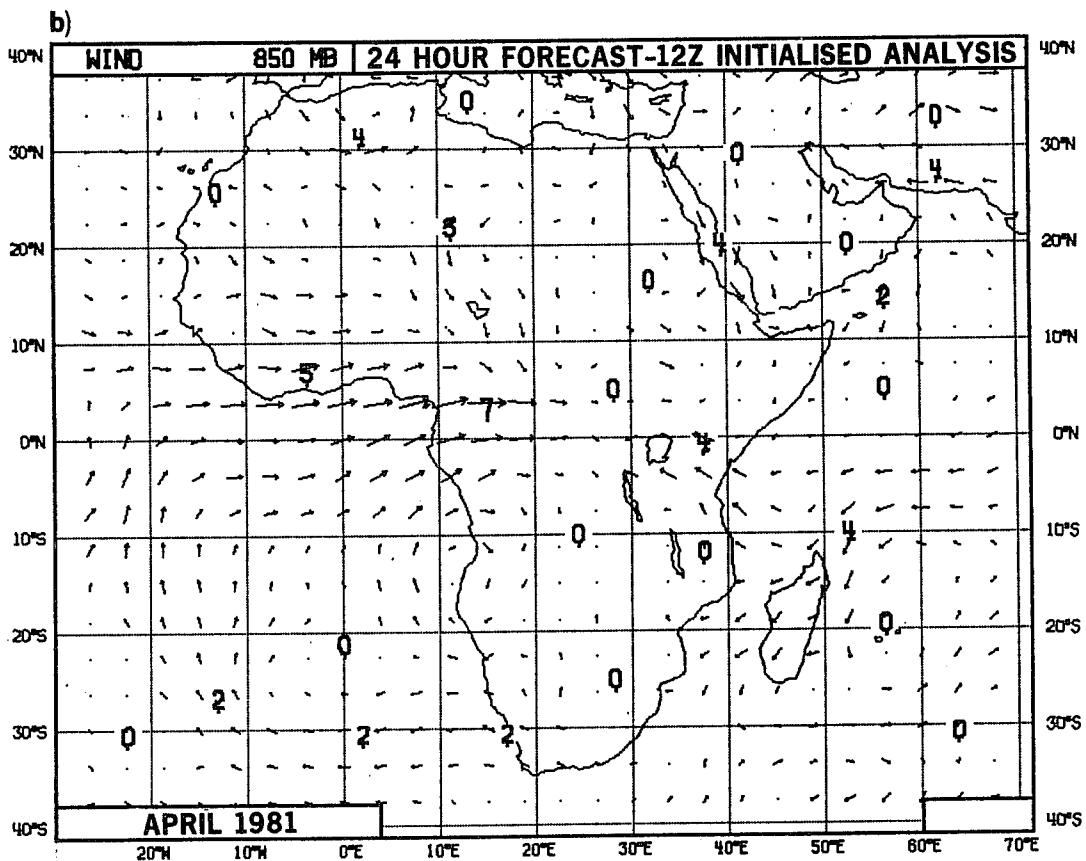 b)
40°N WIND 850 MB 24 HOUR FORECAST-12Z INITIALISED ANALYSIS 40°N
0 0
4
30°N 0 30°N
4
0
3
20°N 4 0 20°N
0
2
10°N 10°N
5
0 0
7
0°N 4 0°N
4
10°S 0 10°S
0
20°S 0 20°S
0
0
2
30°S 0 2 2 0 30°S
40°S APRIL 1981 40°S
20°W 10°W 0°E 10°E 20°E 30°E 40°E 50°E 60°E 70°E